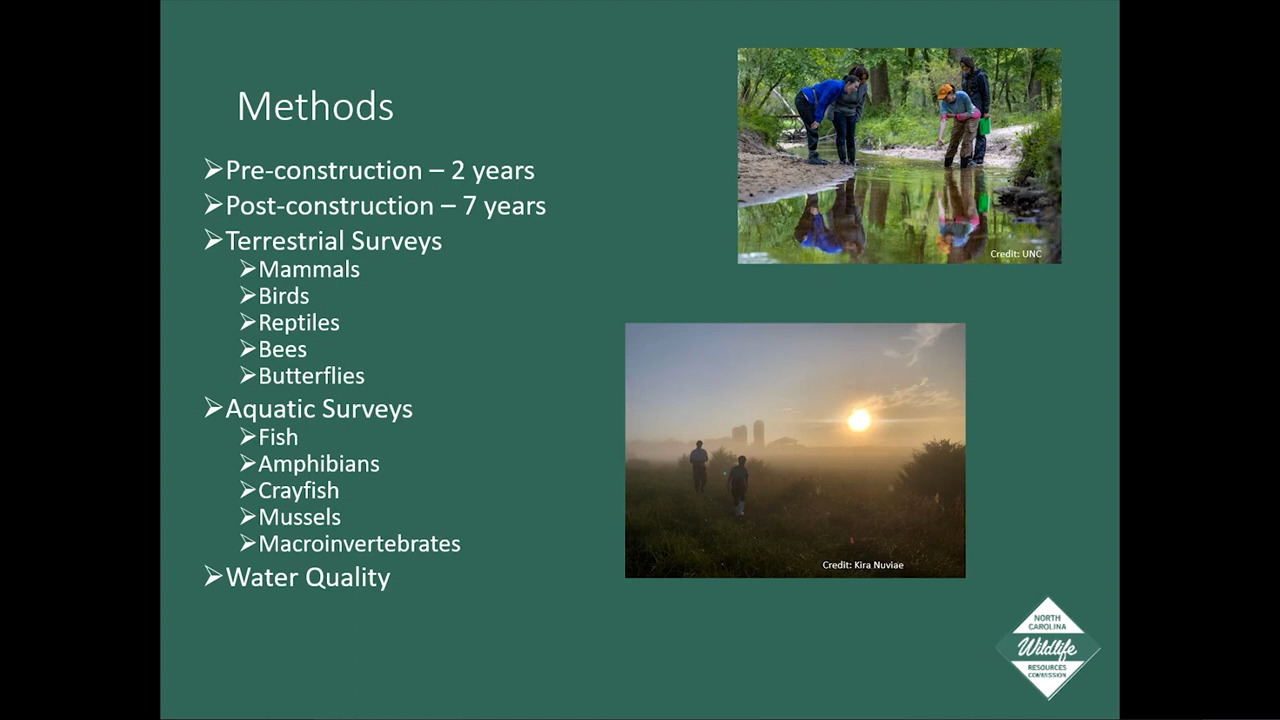 Methods
➢Pre-construction – 2 years
➢Post-construction – 7 years
➢Terrestrial Surveys
➢Mammals
➢Birds
➢Reptiles
➢Bees
➢Butterflies
➢Aquatic Surveys
➢Fish
➢Amphibians
➢Crayfish
➢Mussels
➢Macroinvertebrates
➢Water Quality
Credit: UNC
Credit: Kira Nuviae
NORTH
CAROLINA
Wildlife
RESOURCES
COMMISSION